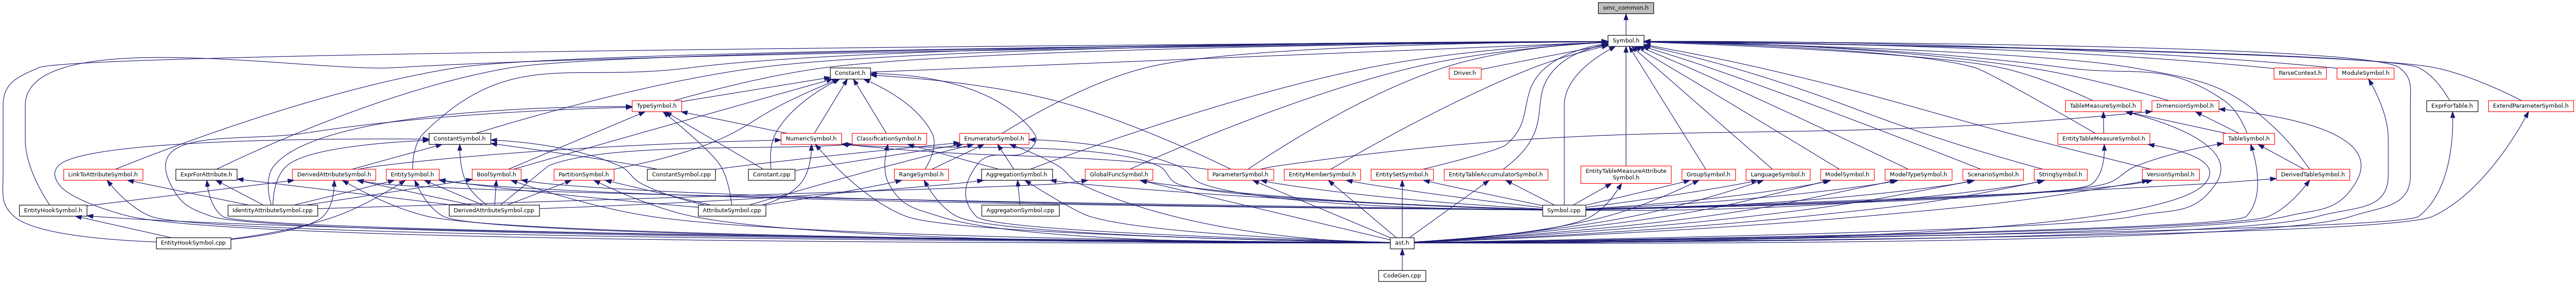 omc_common.h
Symbol.h
Constant.h
Driver.h
ParseContext.h
ModuleSymbol.h
TypeSymbol.h
TableMeasureSymbol.h
DimensionSymbol.h
ExprForTable.h
ExtendParameterSymbol.h
ConstantSymbol.h
NumericSymbol.h
ClassificationSymbol.h
EnumeratorSymbol.h
EntityTableMeasureSymbol.h
TableSymbol.h
LinkToAttributeSymbol.h
ExprForAttribute.h
DerivedAttributeSymbol.h
EntitySymbol.h
BoolSymbol.h
PartitionSymbol.h
ConstantSymbol.cpp
Constant.cpp
RangeSymbol.h
AggregationSymbol.h
GlobalFuncSymbol.h
ParameterSymbol.h
EntityMemberSymbol.h
EntitySetSymbol.h
EntityTableAccumulatorSymbol.h
EntityTableMeasureAttribute
Symbol.h
GroupSymbol.h
LanguageSymbol.h
ModelSymbol.h
ModelTypeSymbol.h
ScenarioSymbol.h
StringSymbol.h
VersionSymbol.h
DerivedTableSymbol.h
EntityHookSymbol.h
IdentityAttributeSymbol.cpp
DerivedAttributeSymbol.cpp
AttributeSymbol.cpp
AggregationSymbol.cpp
Symbol.cpp
EntityHookSymbol.cpp
ast.h
CodeGen.cpp